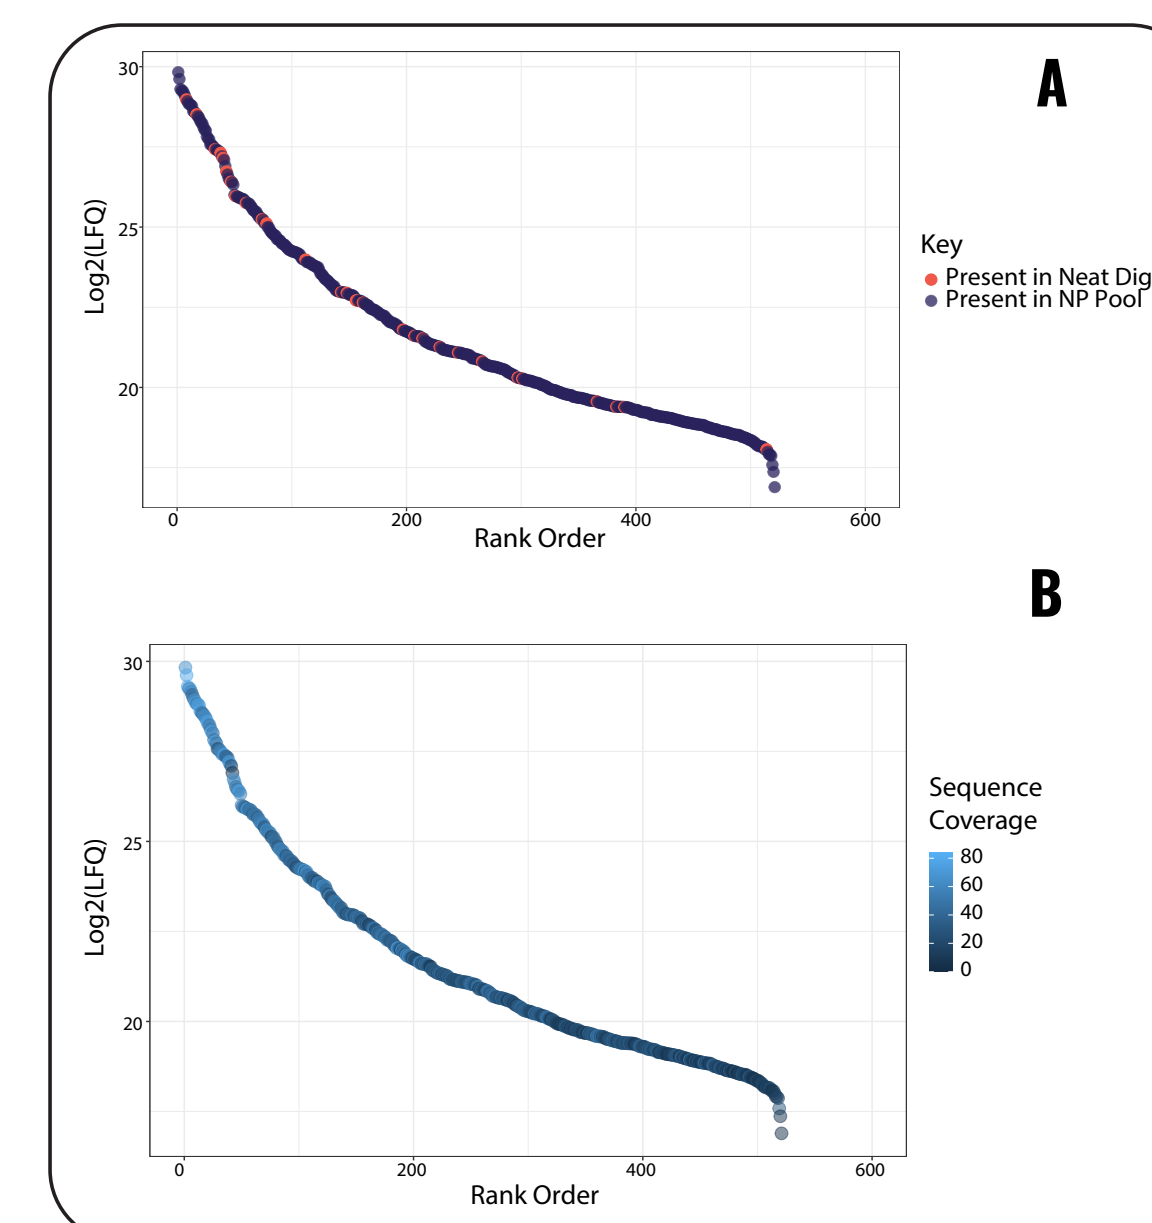 A
30
25
20
Log2(LFQ)
0 200 400 600
Rank Order
Key
Present in Neat Dig
Present in NP Pool
B
30
25
20
Log2(LFQ)
0 200 400 600
Rank Order
Sequence
Coverage
80
60
40
20
0